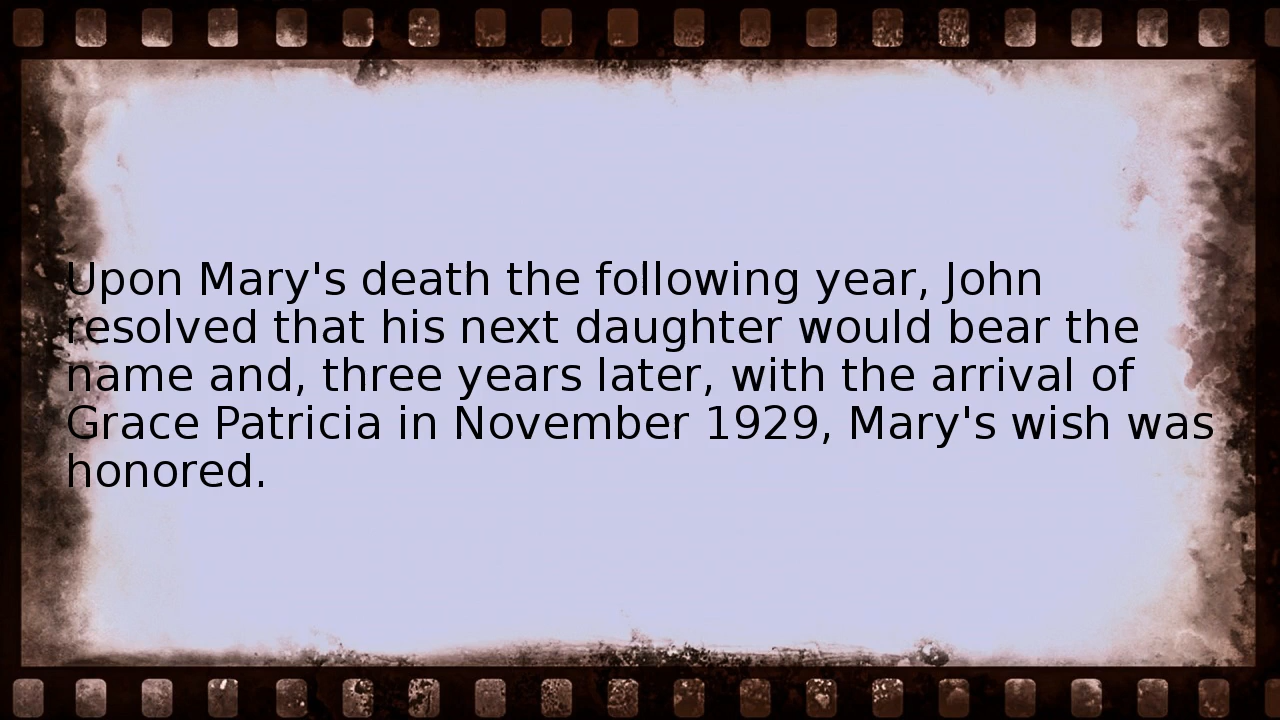 Upon Mary's death the following year, John
resolved that his next daughter would bear the
name and, three years later, with the arrival of
Grace Patricia in November 1929, Mary's wish was
honored.